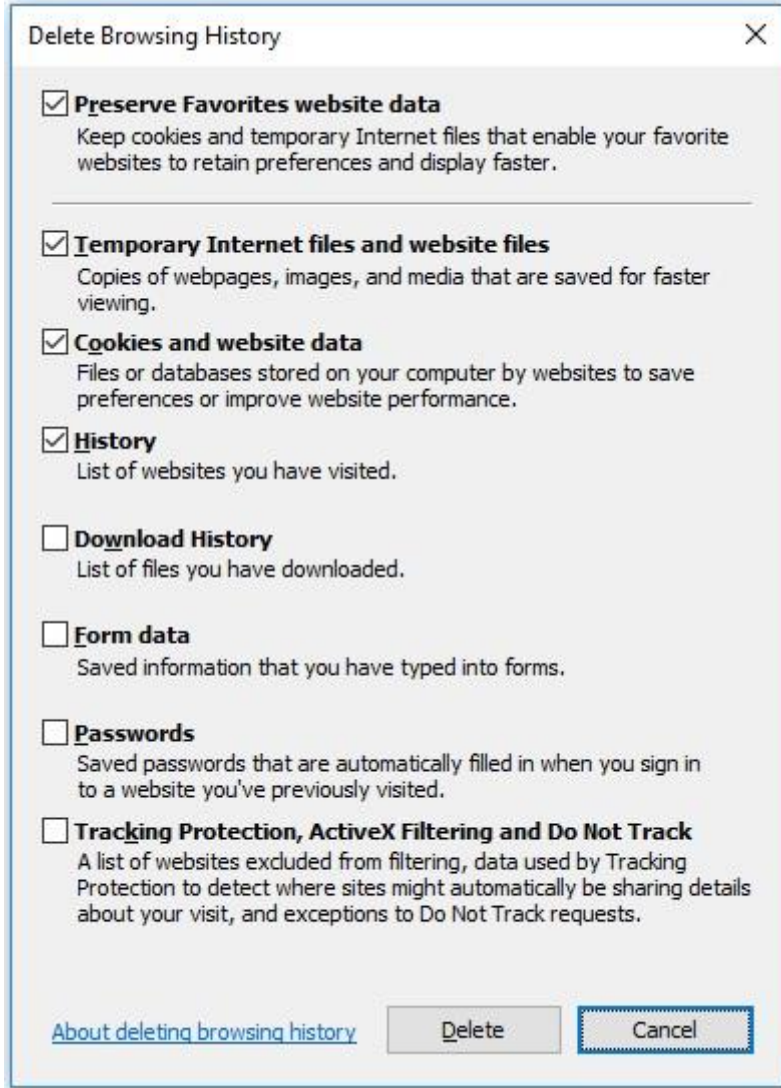 Delete Browsing History
Preserve Favorites website data
Keep cookies and temporary Internet files that enable your favorite
websites to retain preferences and display faster.
Temporary Internet files and website files
Copies of webpages, images, and media that are saved for faster
viewing.
Cookies and website data
Files or databases stored on your computer by websites to save
preferences or improve website performance.
History
List of websites you have visited.
Download History
List of files you have downloaded.
Form data
Saved information that you have typed into forms.
Passwords
Saved passwords that are automatically filled in when you sign in
to a website you've previously visited.
Tracking Protection, ActiveX Filtering and Do Not Track
A list of websites excluded from filtering, data used by Tracking
Protection to detect where sites might automatically be sharing details
about your visit, and exceptions to Do Not Track requests.
About deleting browsing history
Delete
Cancel